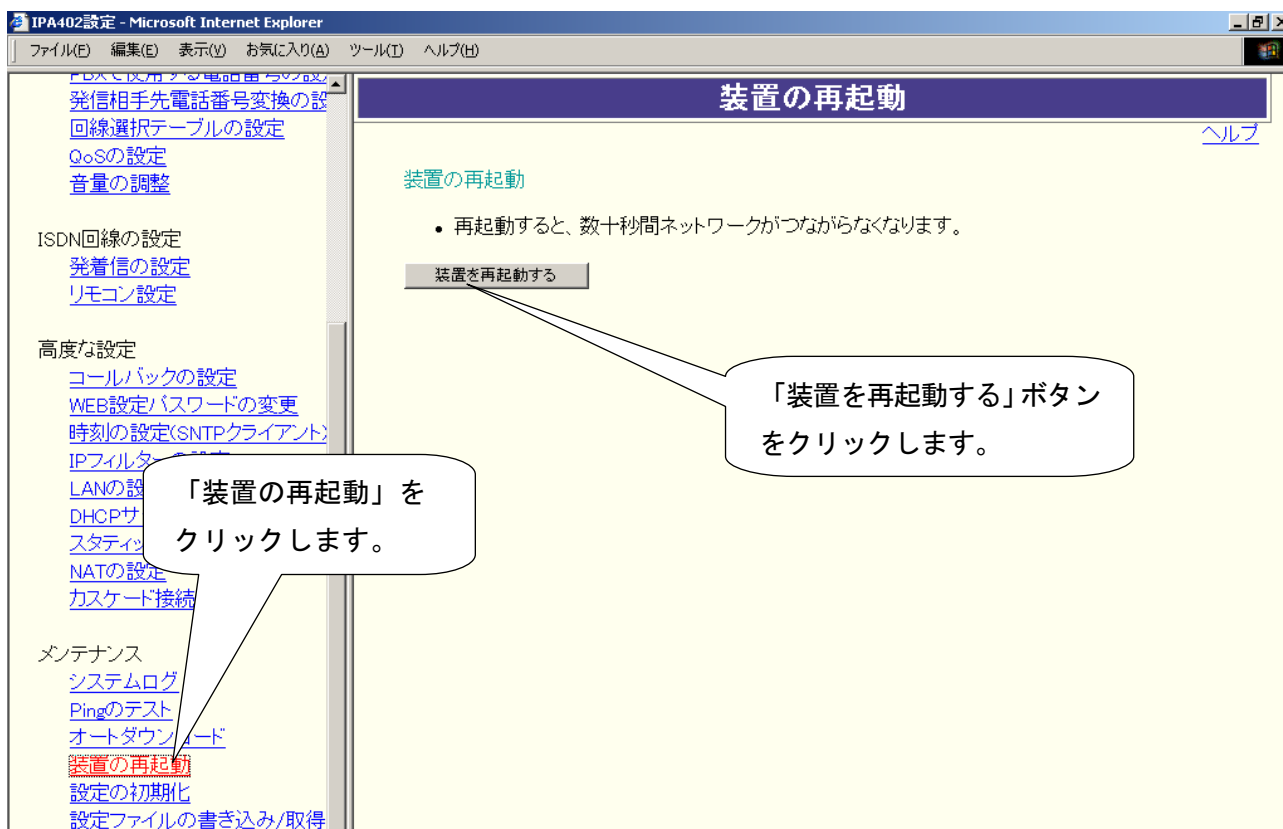 IPA402設定 - Microsoft Internet Explorer
ファイル(F) 編集(E) 表示(V) お気に入り(A) ツール(T) ヘルプ(H)
発信相手先電話番号変換の設
回線選択テーブルの設定
QoSの設定
音量の調整
ISDN回線の設定
発着信の設定
リモコン設定
高度な設定
コールバックの設定
WEB設定パスワードの変更
時刻の設定(SNTPクライアント)
IPフィルター
LANの設
DHCPサ
スタティッ
NATの設定
カスケード接続
メンテナンス
システムログ
Pingのテスト
オートダウン ード
装置の再起動
設定の初期化
設定ファイルの書き込み/取得
装置の再起動
ヘルプ
装置の再起動
• 再起動すると、数十秒間ネットワークがつながらなくなります。
装置を再起動する
「装置を再起動する」ボタン
をクリックします。
「装置の再起動」を
クリックします。